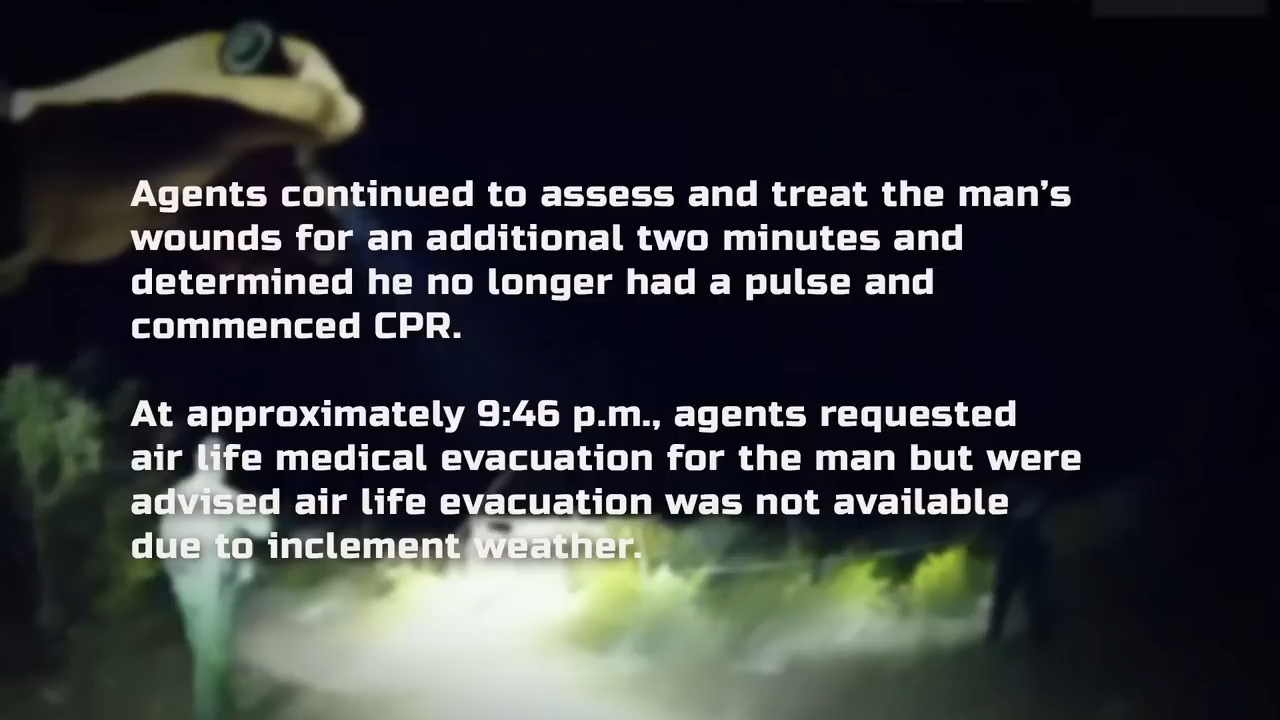 Agents continued to assess and treat the man’s
wounds for an additional two minutes and
determined he no longer had a pulse and
commenced CPR.
At approximately 9:46 p.m., agents requested
air life medical evacuation for the man but were
advised air life evacuation was not available
due to inclement weather.